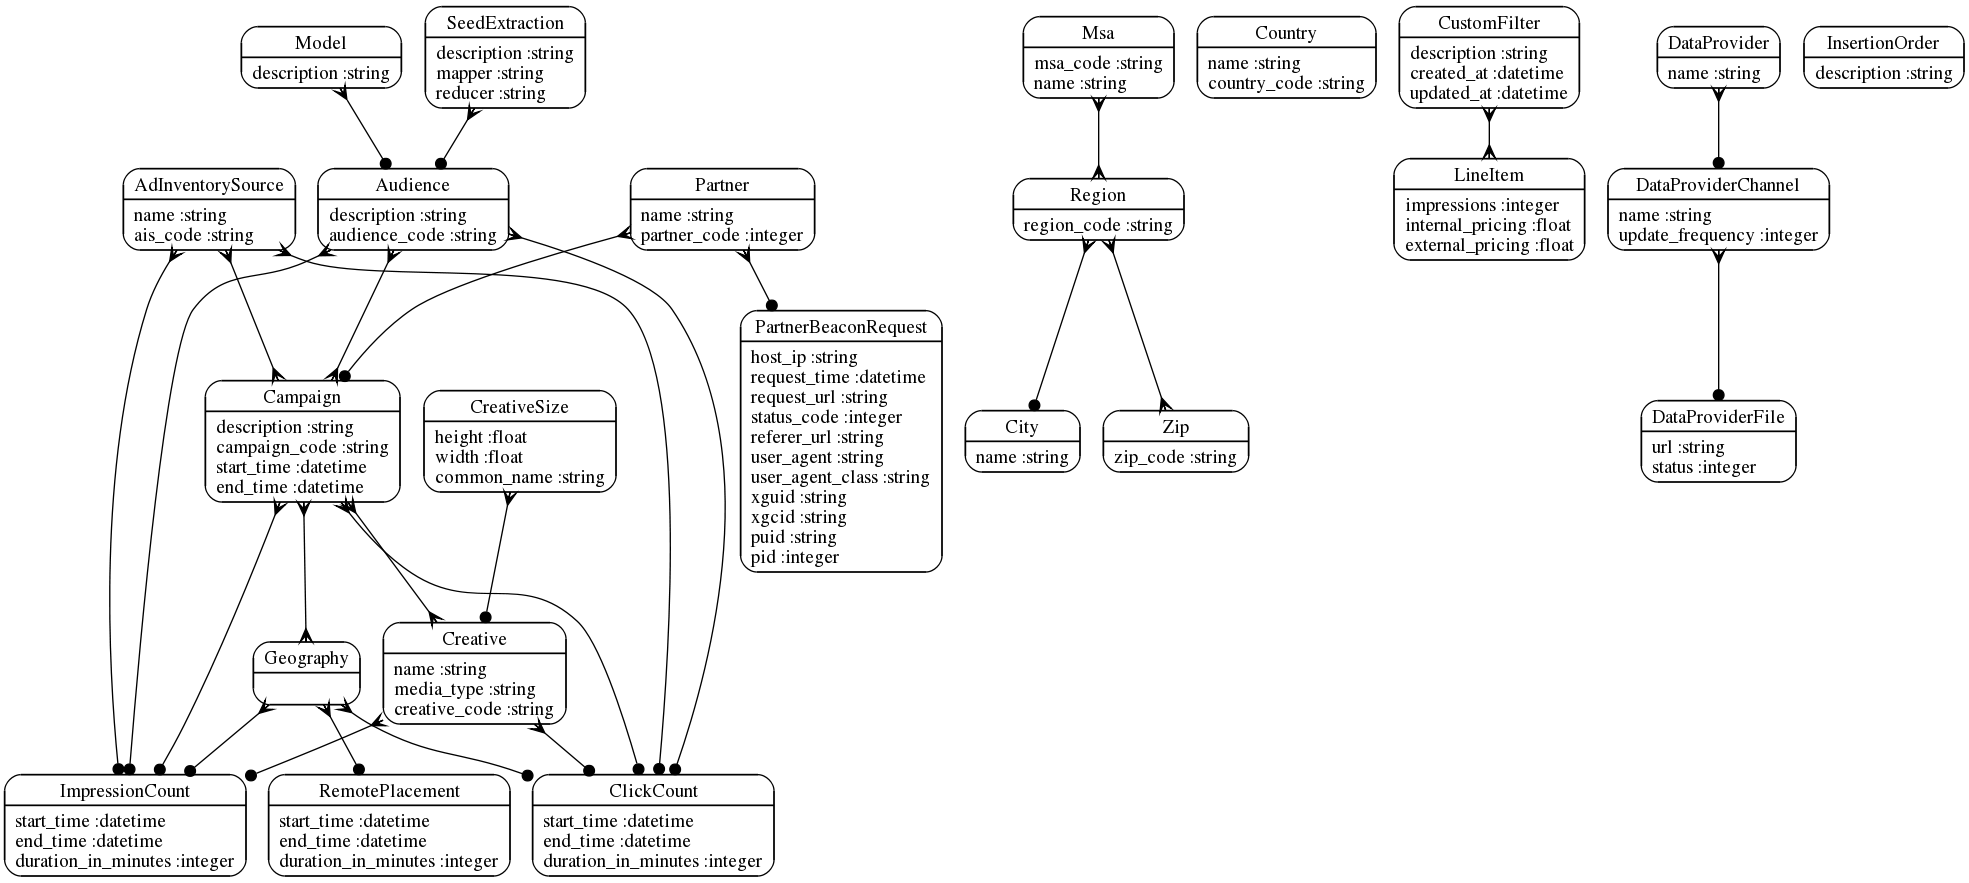 Model
description :string
SeedExtraction
description :string
mapper :string
reducer :string
Msa
msa_code :string
name :string
Country
name :string
country_code :string
CustomFilter
description :string
created_at :datetime
updated_at :datetime
DataProvider
name :string
InsertionOrder
description :string
AdInventorySource
name :string
ais_code :string
Audience
description :string
audience_code :string
Partner
name :string
partner_code :integer
Region
region_code :string
LineItem
impressions :integer
internal_pricing :float
external_pricing :float
DataProviderChannel
name :string
update_frequency :integer
PartnerBeaconRequest
host_ip :string
request_time :datetime
request_url :string
status_code :integer
referer_url :string
user_agent :string
user_agent_class :string
xguid :string
xgcid :string
puid :string
pid :integer
Campaign
description :string
campaign_code :string
start_time :datetime
end_time :datetime
CreativeSize
height :float
width :float
common_name :string
City
name :string
Zip
zip_code :string
DataProviderFile
url :string
status :integer
Geography
Creative
name :string
media_type :string
creative_code :string
ImpressionCount
start_time :datetime
end_time :datetime
duration_in_minutes :integer
RemotePlacement
start_time :datetime
end_time :datetime
duration_in_minutes :integer
ClickCount
start_time :datetime
end_time :datetime
duration_in_minutes :integer